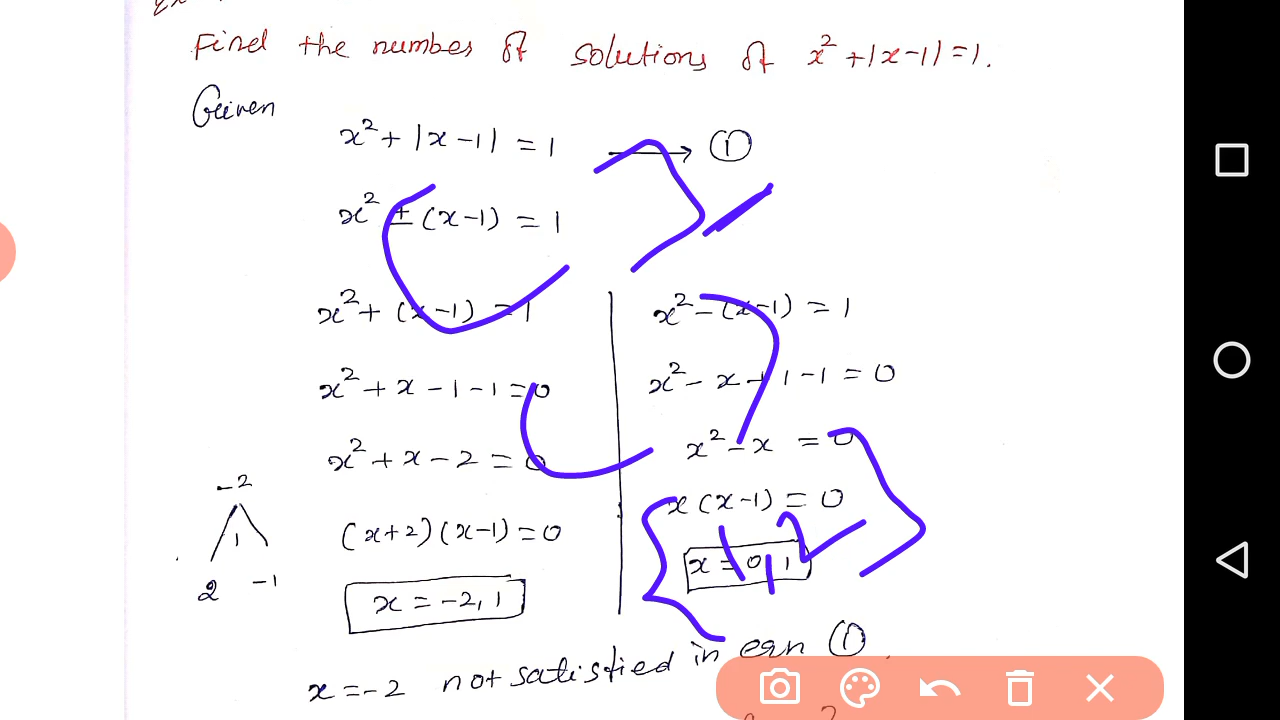 Find the number of solutions of x² + |x-1| = 1.
Given
x² + |x-1| = 1 → ①
x² ± (x-1) = 1
x² + (x-1) = 1
x² + x - 1 - 1 = 0
x² + x - 2 = 0
-2
1
2 -1
(x+2)(x-1) = 0
x = -2, 1
x² - (x-1) = 1
x² - x + 1 - 1 = 0
x² - x = 0
x(x-1) = 0
x = 0, 1
x = -2 not satisfied in eqn ①